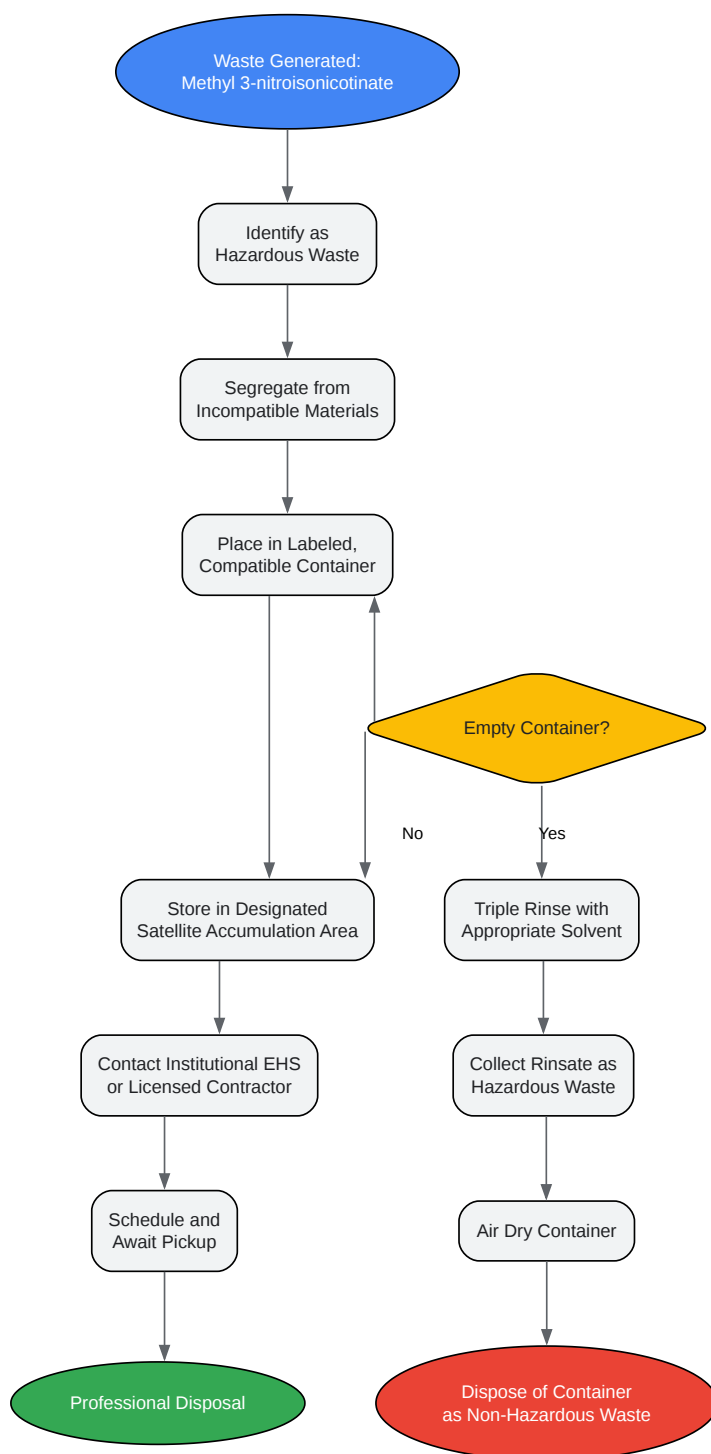 Waste Generated:
Methyl 3-nitroisonicotinate
Identify as
Hazardous Waste
Segregate from
Incompatible Materials
Place in Labeled,
Compatible Container
Empty Container?
No
Yes
Store in Designated
Satellite Accumulation Area
Triple Rinse with
Appropriate Solvent
Contact Institutional EHS
or Licensed Contractor
Collect Rinsate as
Hazardous Waste
Schedule and
Await Pickup
Air Dry Container
Professional Disposal
Dispose of Container
as Non-Hazardous Waste